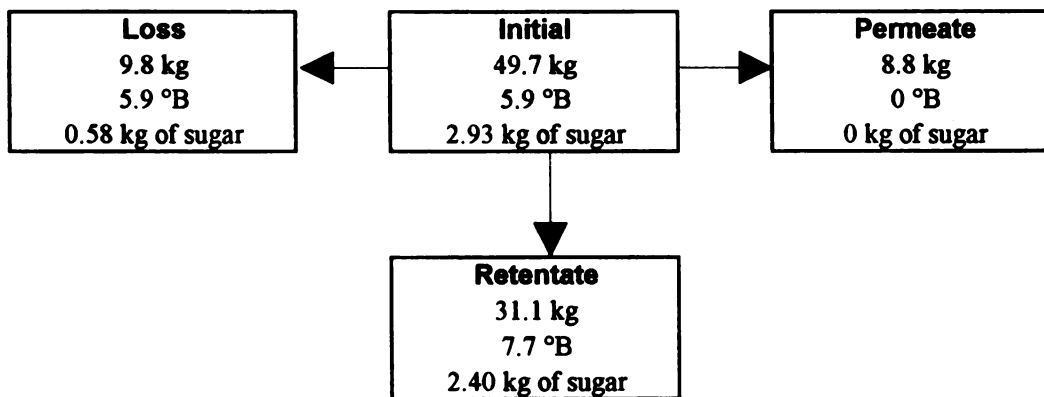 Loss
9.8 kg
5.9 °B
0.58 kg of sugar
Initial
49.7 kg
5.9 °B
2.93 kg of sugar
Permeate
8.8 kg
0 °B
0 kg of sugar
Retentate
31.1 kg
7.7 °B
2.40 kg of sugar